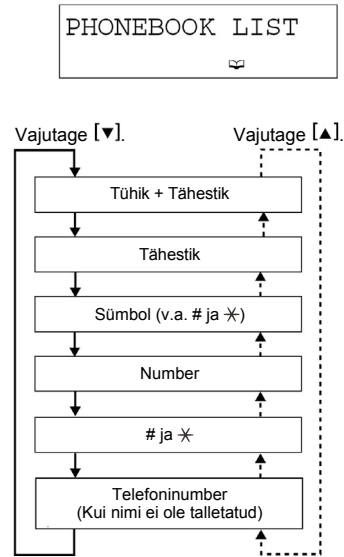 PHONEBOOK LIST
Vajutage [▼]. Vajutage [▲].
Tühik + Tähestik
Tähestik
Sümbol (v.a. # ja ✳)
Number
# ja ✳
Telefoninumber
(Kui nimi ei ole talletatud)